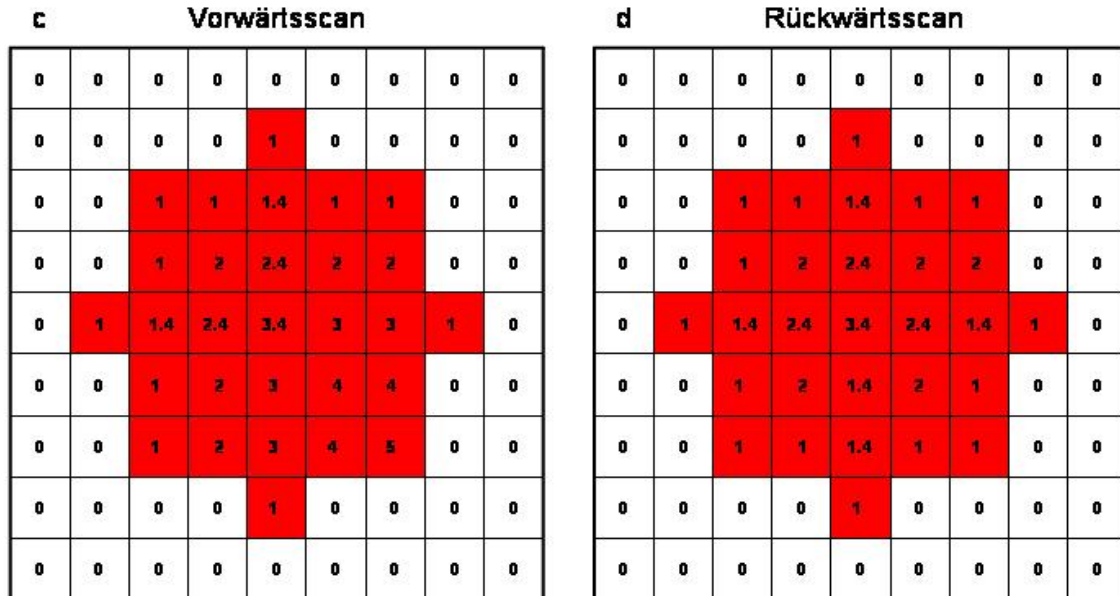 c Vorwärtsscan
0 0 0 0 0 0 0 0 0
0 0 0 0 1 0 0 0 0
0 0 1 1 1.4 1 1 0 0
0 0 1 2 2.4 2 2 0 0
0 1 1.4 2.4 3.4 3 3 1 0
0 0 1 2 3 4 4 0 0
0 0 1 2 3 4 5 0 0
0 0 0 0 1 0 0 0 0
0 0 0 0 0 0 0 0 0
d Rückwärtsscan
0 0 0 0 0 0 0 0 0
0 0 0 0 1 0 0 0 0
0 0 1 1 1.4 1 1 0 0
0 0 1 2 2.4 2 2 0 0
0 1 1.4 2.4 3.4 2.4 1.4 1 0
0 0 1 2 1.4 2 1 0 0
0 0 1 1 1.4 1 1 0 0
0 0 0 0 1 0 0 0 0
0 0 0 0 0 0 0 0 0